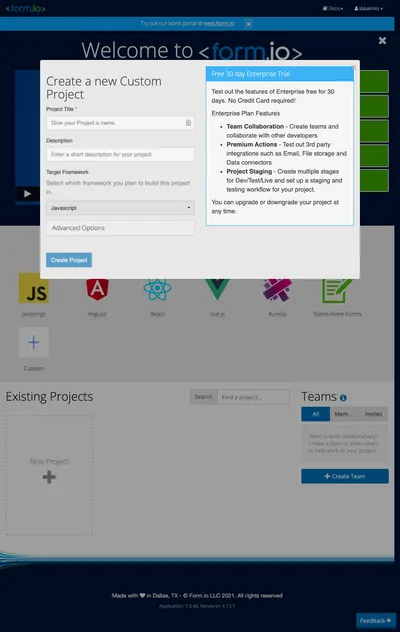 <form.io>
Docs
datalinks
Try out our latest portal @ next.form.io!
Welcome to <form.io>
Create a new Custom Project
Project Title *
Give your Project a name.
Description
Enter a short description for your project.
Target Framework
Select which framework you plan to build this project in.
Javascript
Advanced Options
Create Project
Free 30 day Enterprise Trial
Test out the features of Enterprise free for 30 days. No Credit Card required!
Enterprise Plan Features
Team Collaboration - Create teams and collaborate with other developers
Premium Actions - Test out 3rd party integrations such as Email, File storage and Data connectors
Project Staging - Create multiple stages for Dev/Test/Live and set up a staging and testing workflow for your project.
You can upgrade or downgrade your project at any time.
JS
Javascript
Angular
React
Vue.js
Aurelia
Stand-Alone Forms
Custom
Existing Projects
Search
Find a project...
New Project
Teams
All
Mem...
Invites
Want to work collaboratively? Create a team to allow others to help work on your project.
Create Team
Made with ❤ in Dallas, TX - © Form.io LLC 2021. All rights reserved
Feedback